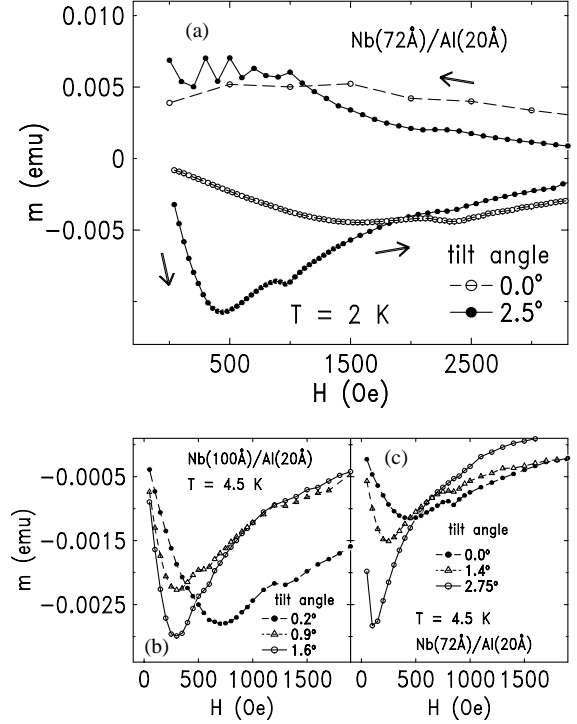 0.010
(a)
Nb(72Å)/Al(20Å)
0.005
0
-0.005
m (emu)
tilt angle
0.0°
2.5°
T = 2 K
500 1500 2500
H (Oe)
Nb(100Å)/Al(20Å)
T = 4.5 K
-0.0005
-0.0015
-0.0025
m (emu)
tilt angle
0.2°
0.9°
1.6°
(b)
0 500 1000 1500
H (Oe)
(c)
tilt angle
0.0°
1.4°
2.75°
T = 4.5 K
Nb(72Å)/Al(20Å)
0 500 1000 1500
H (Oe)